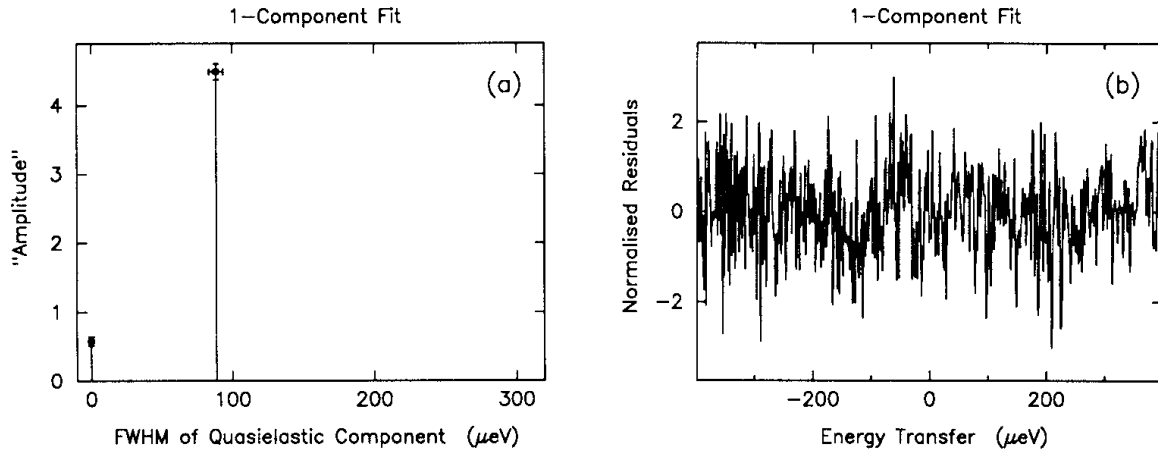 1−Component Fit
(a)
4
3
2
1
0
"Amplitude"
0 100 200 300
FWHM of Quasielastic Component (μeV)
1−Component Fit
(b)
2
0
−2
Normalised Residuals
−200 0 200
Energy Transfer (μeV)